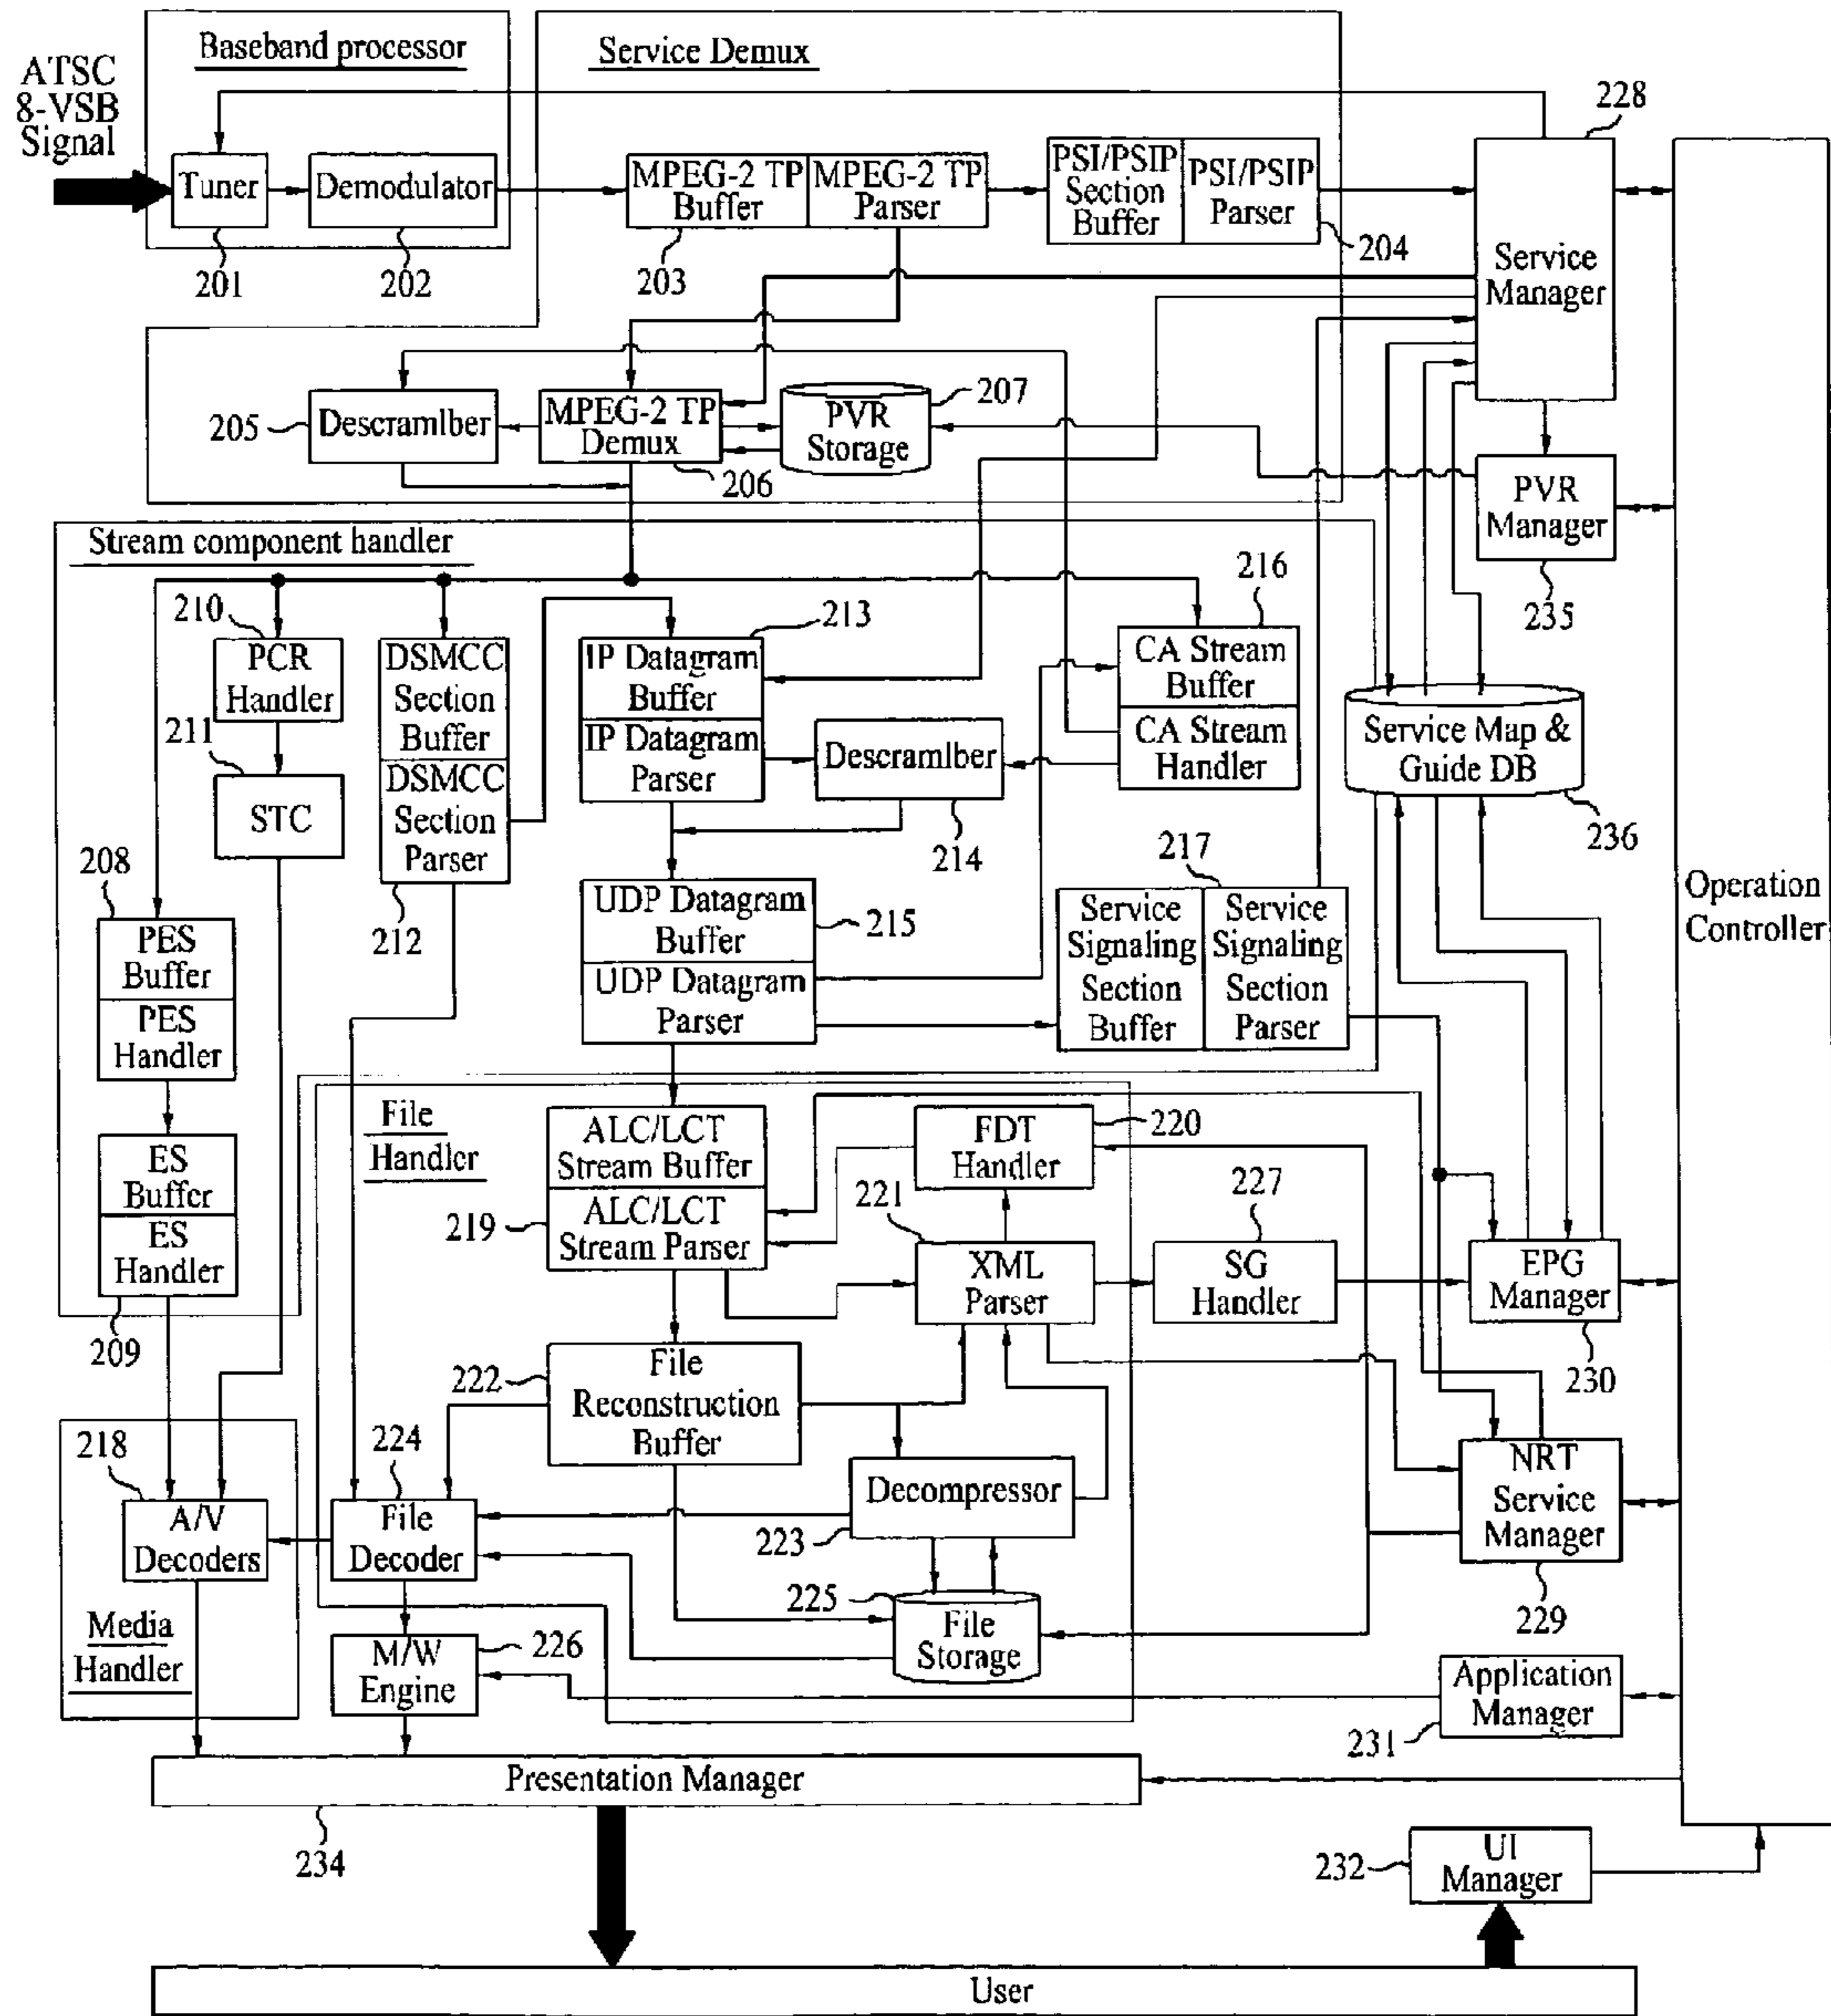 Baseband processor
Service Demux
ATSC
8-VSB
Signal
228
Tuner
Demodulator
MPEG-2 TP
Buffer
MPEG-2 TP
Parser
PSI/PSIP
Section
Buffer
PSI/PSIP
Parser
201
202
203
204
Service
Manager
205
Descramlber
MPEG-2 TP
Demux
206
PVR
Storage
207
PVR
Manager
235
Stream component handler
210
PCR
Handler
211
STC
DSMCC
Section
Buffer
DSMCC
Section
Parser
212
213
IP Datagram
Buffer
IP Datagram
Parser
Descramlber
214
216
CA Stream
Buffer
CA Stream
Handler
Service Map &
Guide DB
236
208
PES
Buffer
PES
Handler
UDP Datagram
Buffer
UDP Datagram
Parser
215
217
Service
Signaling
Section
Buffer
Service
Signaling
Section
Parser
Operation
Controller
ES
Buffer
ES
Handler
209
File
Handler
ALC/LCT
Stream Buffer
ALC/LCT
Stream Parser
219
FDT
Handler
220
221
XML
Parser
227
SG
Handler
EPG
Manager
230
222
File
Reconstruction
Buffer
218
A/V
Decoders
Media
Handler
224
File
Decoder
Decompressor
223
225
File
Storage
NRT
Service
Manager
229
M/W
Engine
226
Application
Manager
231
Presentation Manager
234
232
UI
Manager
User